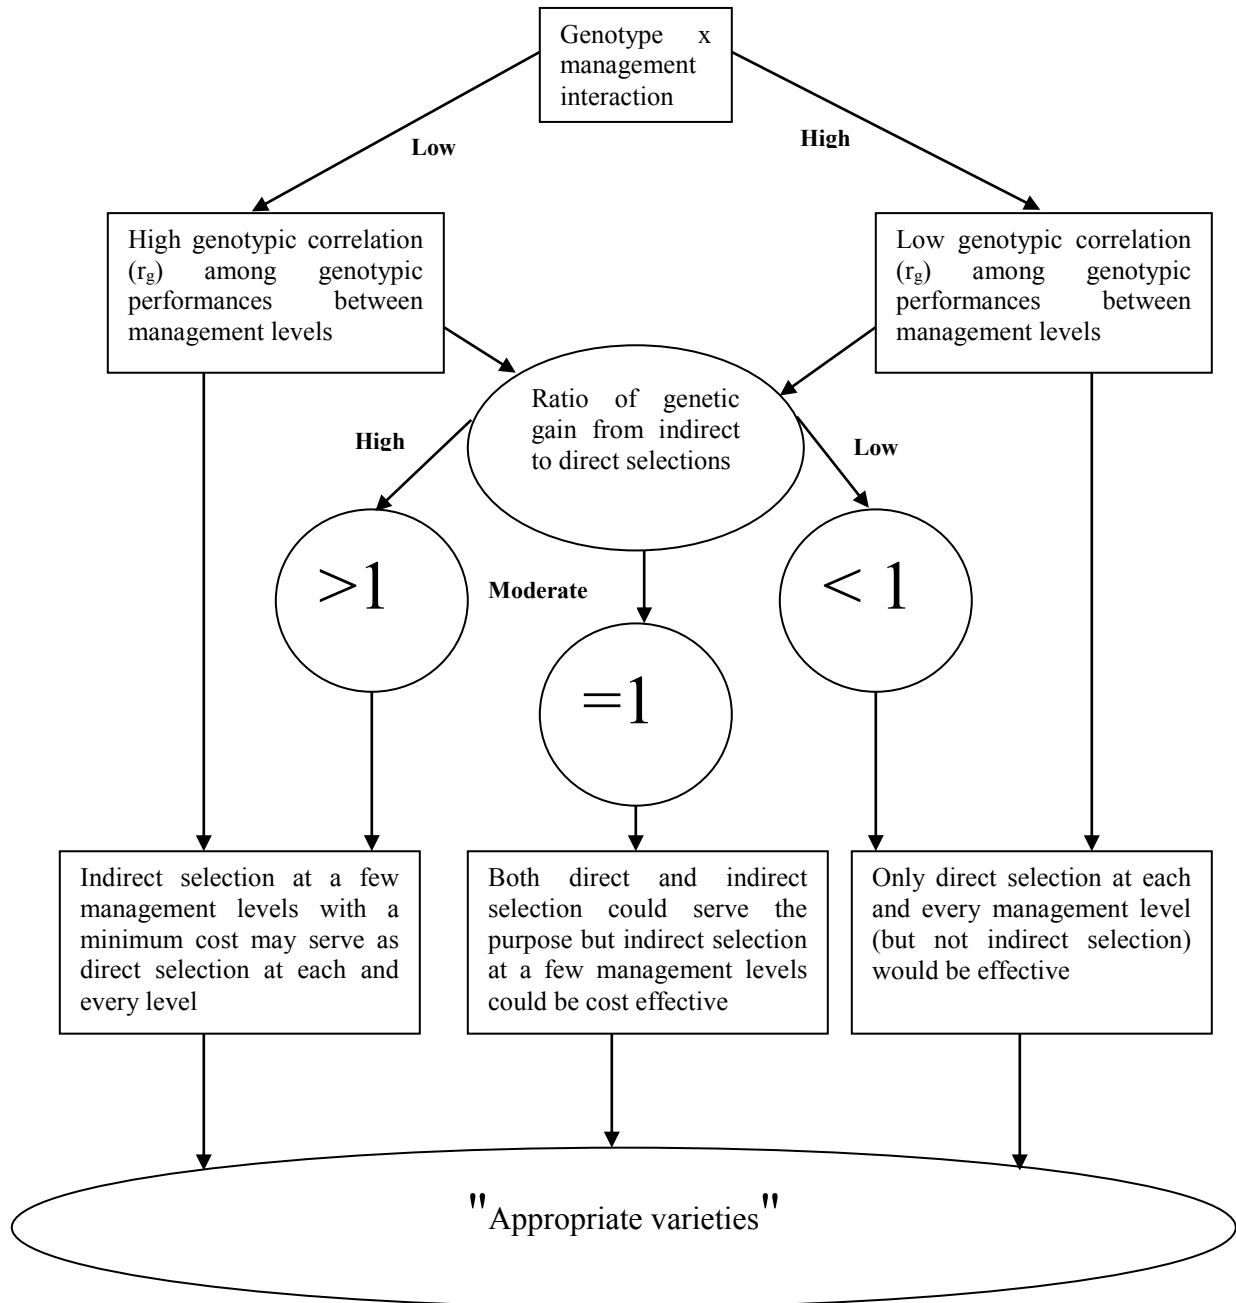 Genotype x
management
interaction
Low
High
High genotypic correlation
(rg) among genotypic
performances between
management levels
Low genotypic correlation
(rg) among genotypic
performances between
management levels
Ratio of genetic
gain from indirect
to direct selections
High
Low
>1
Moderate
< 1
=1
Indirect selection at a few
management levels with a
minimum cost may serve as
direct selection at each and
every level
Both direct and indirect
selection could serve the
purpose but indirect selection
at a few management levels
could be cost effective
Only direct selection at each
and every management level
(but not indirect selection)
would be effective
"Appropriate varieties"